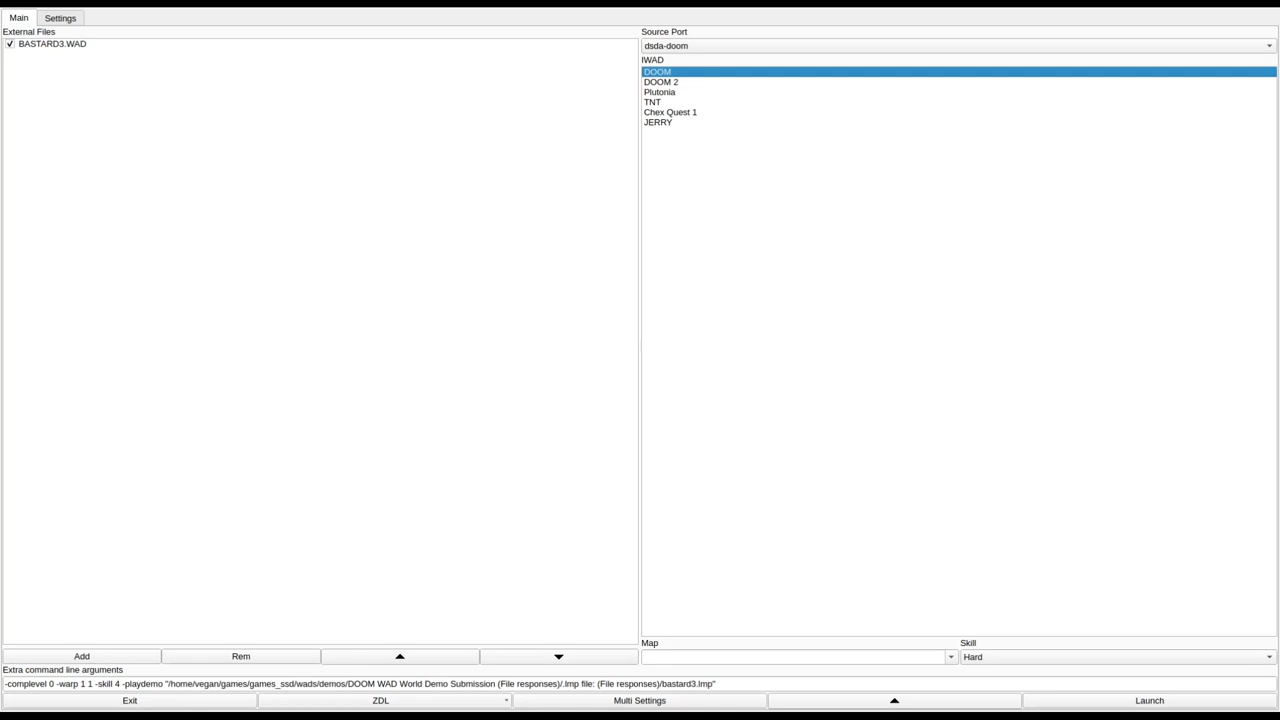 Main Settings
External Files
BASTARD3.WAD
Source Port
dsda-doom
IWAD
DOOM
DOOM 2
Plutonia
TNT
Chex Quest 1
JERRY
Map Skill
Hard
Add Rem
Extra command line arguments
-complevel 0 -warp 1 1 -skill 4 -playdemo "/home/vegan/games/games_ssd/wads/demos/DOOM WAD World Demo Submission (File responses)/.lmp file: (File responses)/bastard3.lmp"
Exit ZDL Multi Settings Launch